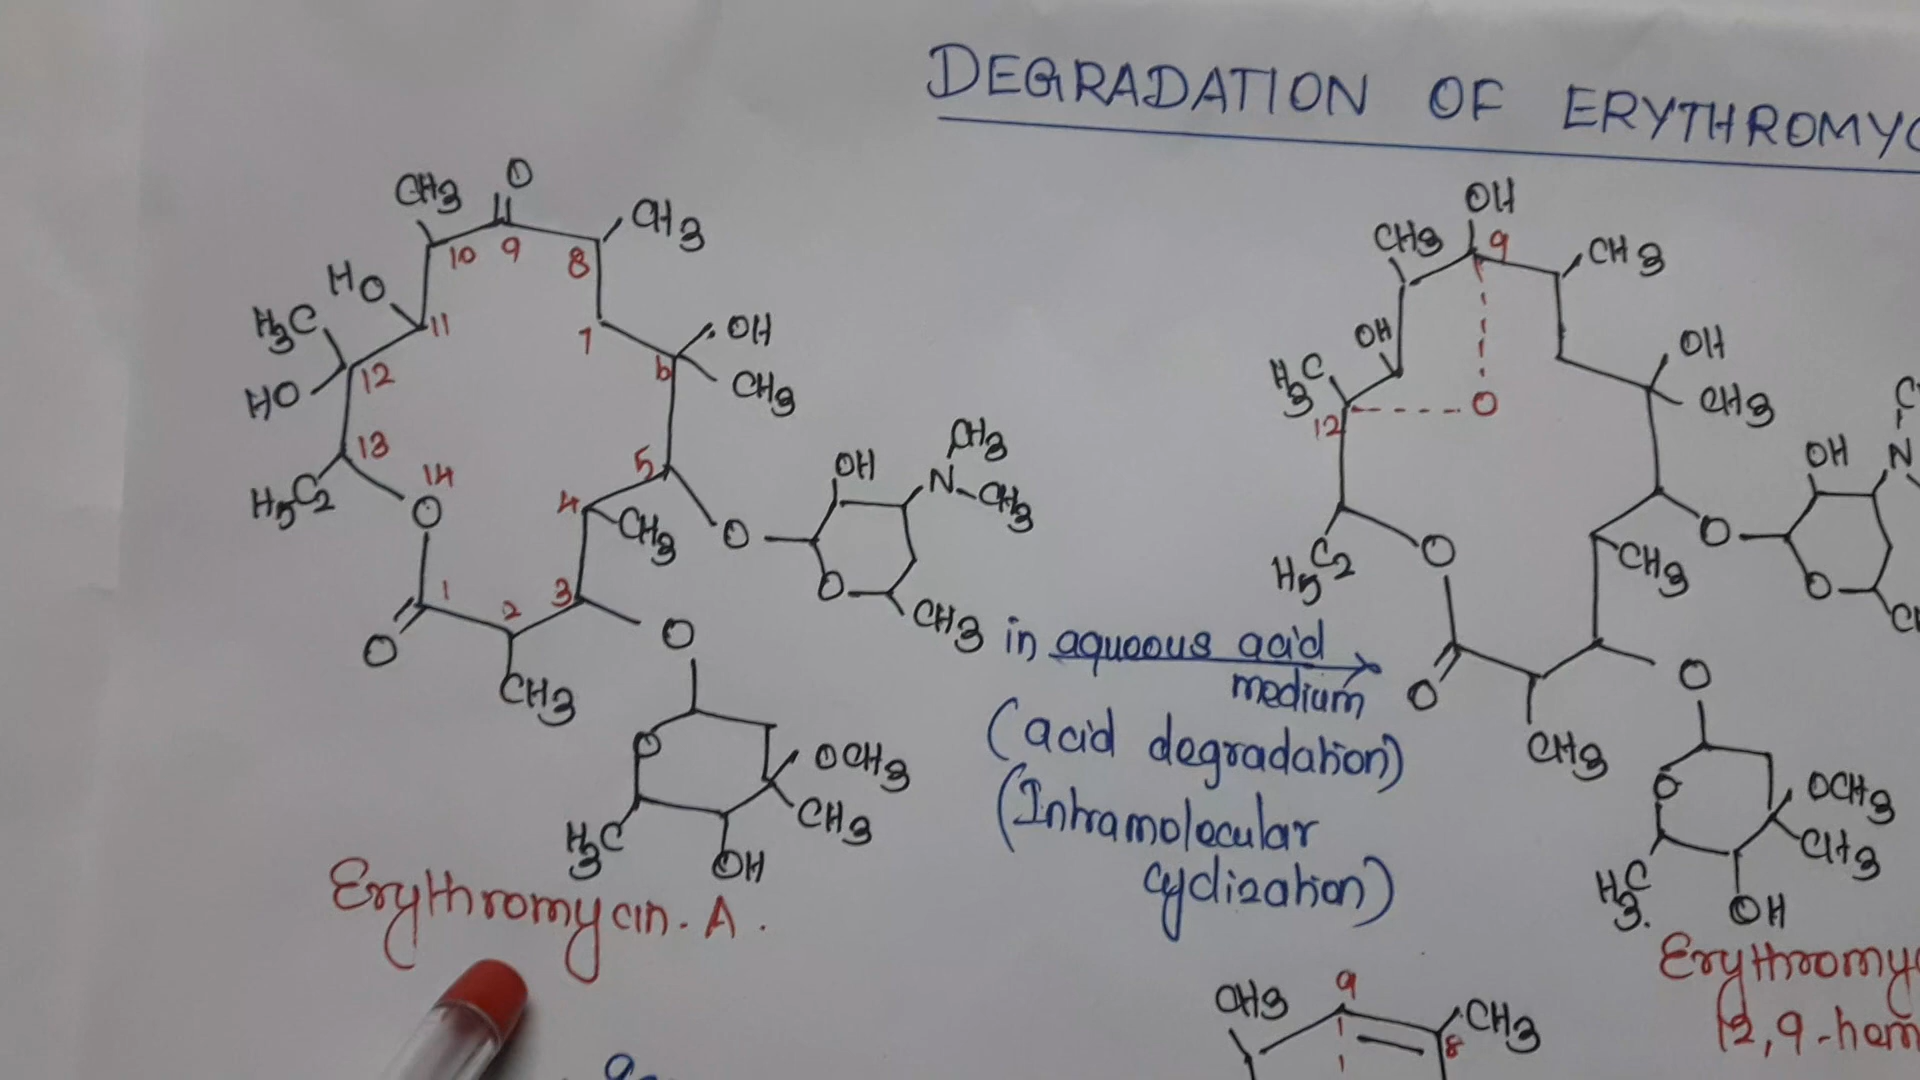 DEGRADATION OF ERYTHROMYC
CH3
O
CH3
10
9
8
HO
H3C
11
7
OH
HO
12
6
CH3
13
H5C2
14
O
5
4
CH3
O
OH
N
CH3
CH3
O
CH3
1
2
3
O
O
CH3
O
OCH3
CH3
H3C
OH
Erythromycin. A.
in aqueous acid
medium
(acid degradation)
(Intramolecular
cyclization)
OH
CH3
9
CH3
OH
OH
H3C
CH3
12
O
H5C2
O
CH3
O
OH
N
O
O
O
CH3
O
OCH3
CH3
H3C
OH
Erythromyc
12,9-hem
CH3
9
CH3
8